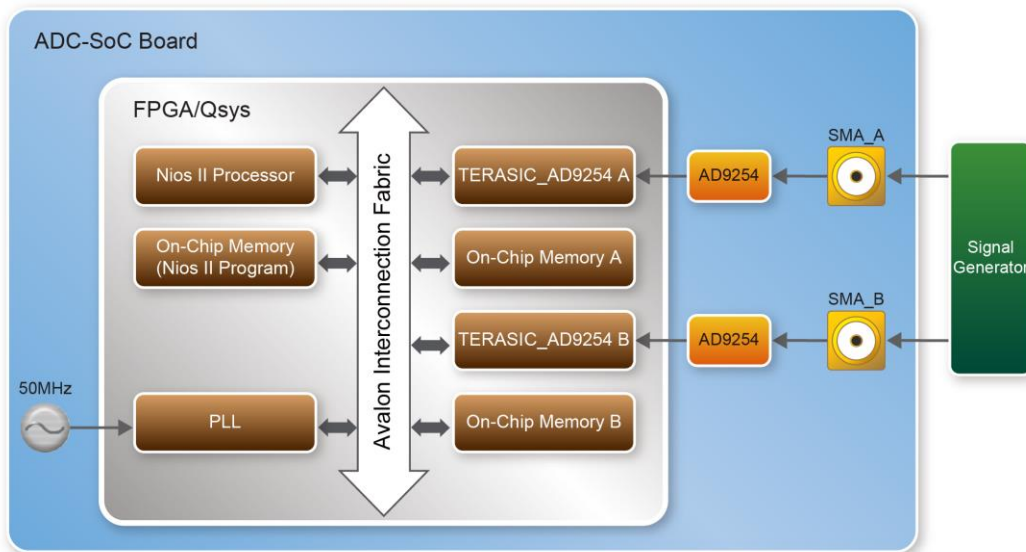 ADC-SoC Board
FPGA/Qsys
Nios II Processor
On-Chip Memory
(Nios II Program)
50MHz
PLL
Avalon Interconnection Fabric
TERASIC_AD9254 A
On-Chip Memory A
TERASIC_AD9254 B
On-Chip Memory B
AD9254
AD9254
SMA_A
SMA_B
Signal
Generator